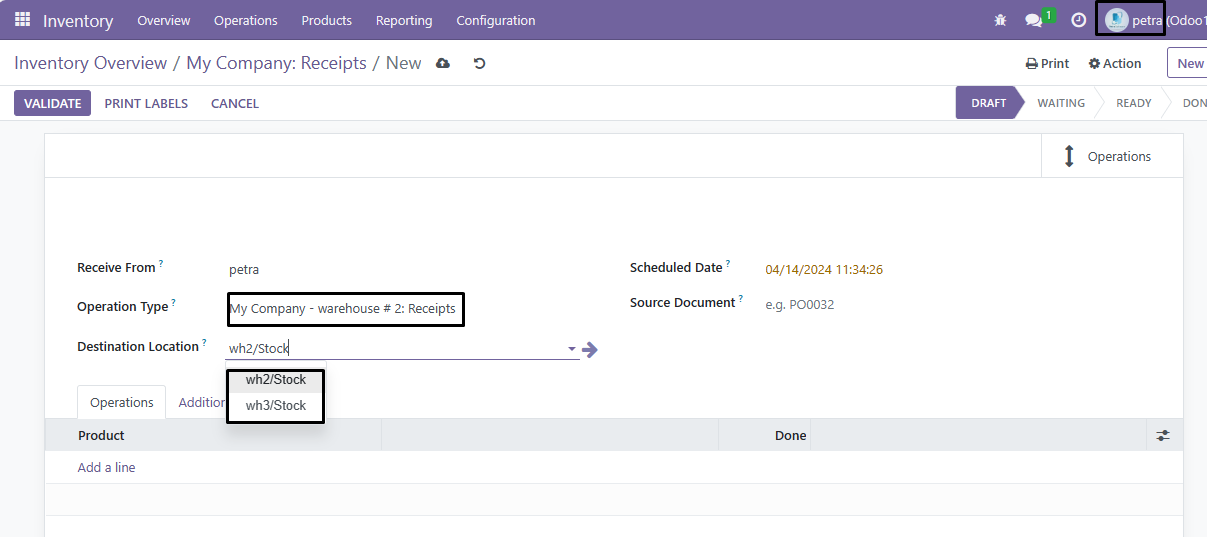 Inventory Overview Operations Products Reporting Configuration 1 petra (Odoo1
Inventory Overview / My Company: Receipts / New Print Action New
VALIDATE PRINT LABELS CANCEL DRAFT WAITING READY DON
Operations
Receive From ? petra Scheduled Date ? 04/14/2024 11:34:26
Operation Type ? My Company - warehouse # 2: Receipts Source Document ? e.g. PO0032
Destination Location ? wh2/Stock
wh2/Stock
wh3/Stock
Operations Addition
Product Done
Add a line